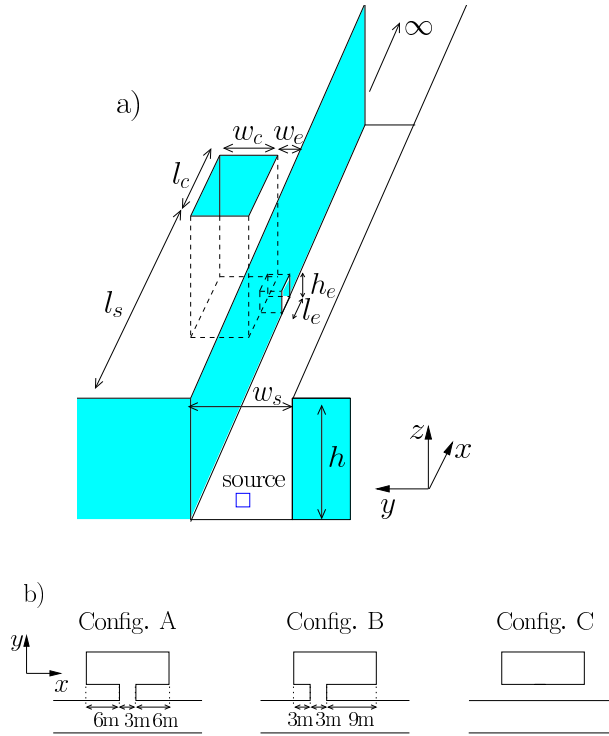 ∞
a)
w_c w_e
l_c
h_e
l_s
l_e
w_s
z
x
h
source
y
b)
Config. A Config. B Config. C
y
x
6m 3m 6m 3m 3m 9m